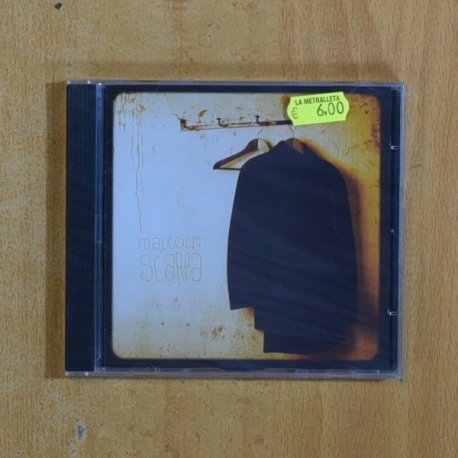 LA METRALLETA
€ 6,00
malcolm
scarpa